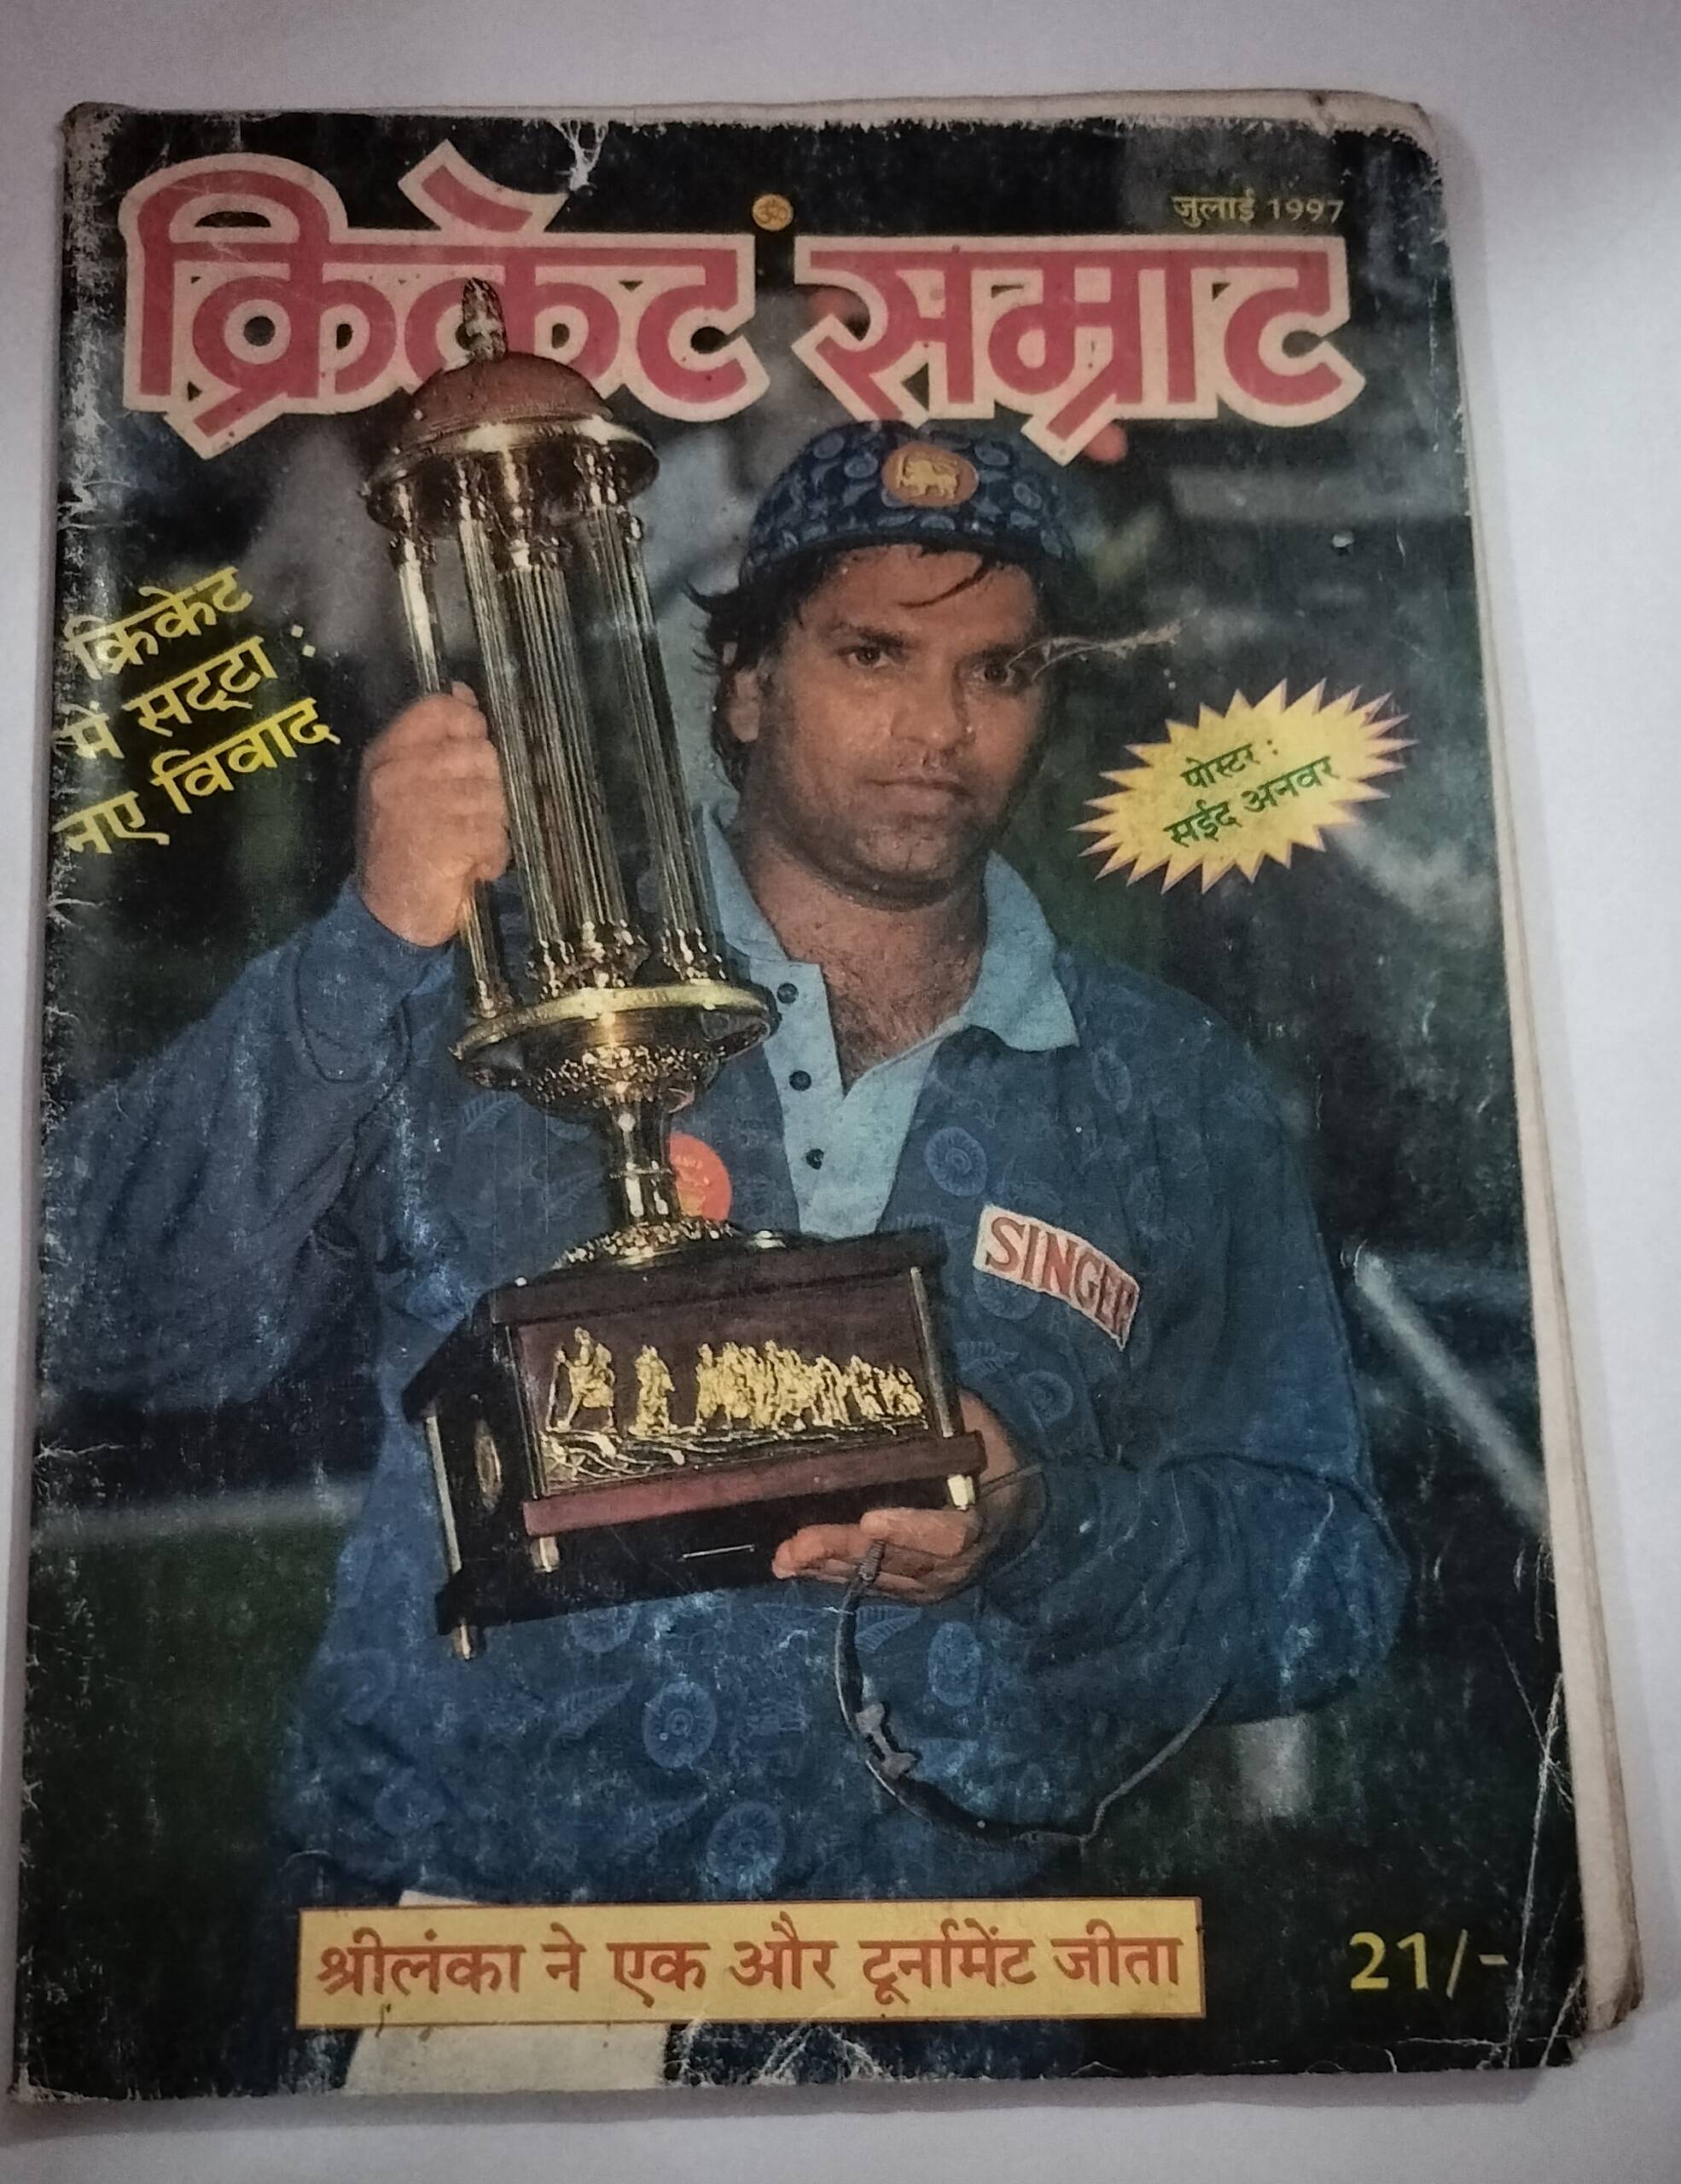 ॐ
जुलाई 1997
क्रिकेट सम्राट
क्रिकेट
में सट्टा :
नए विवाद
पोस्टर :
सईद अनवर
SINGER
श्रीलंका ने एक और टूर्नामेंट जीता
21/-